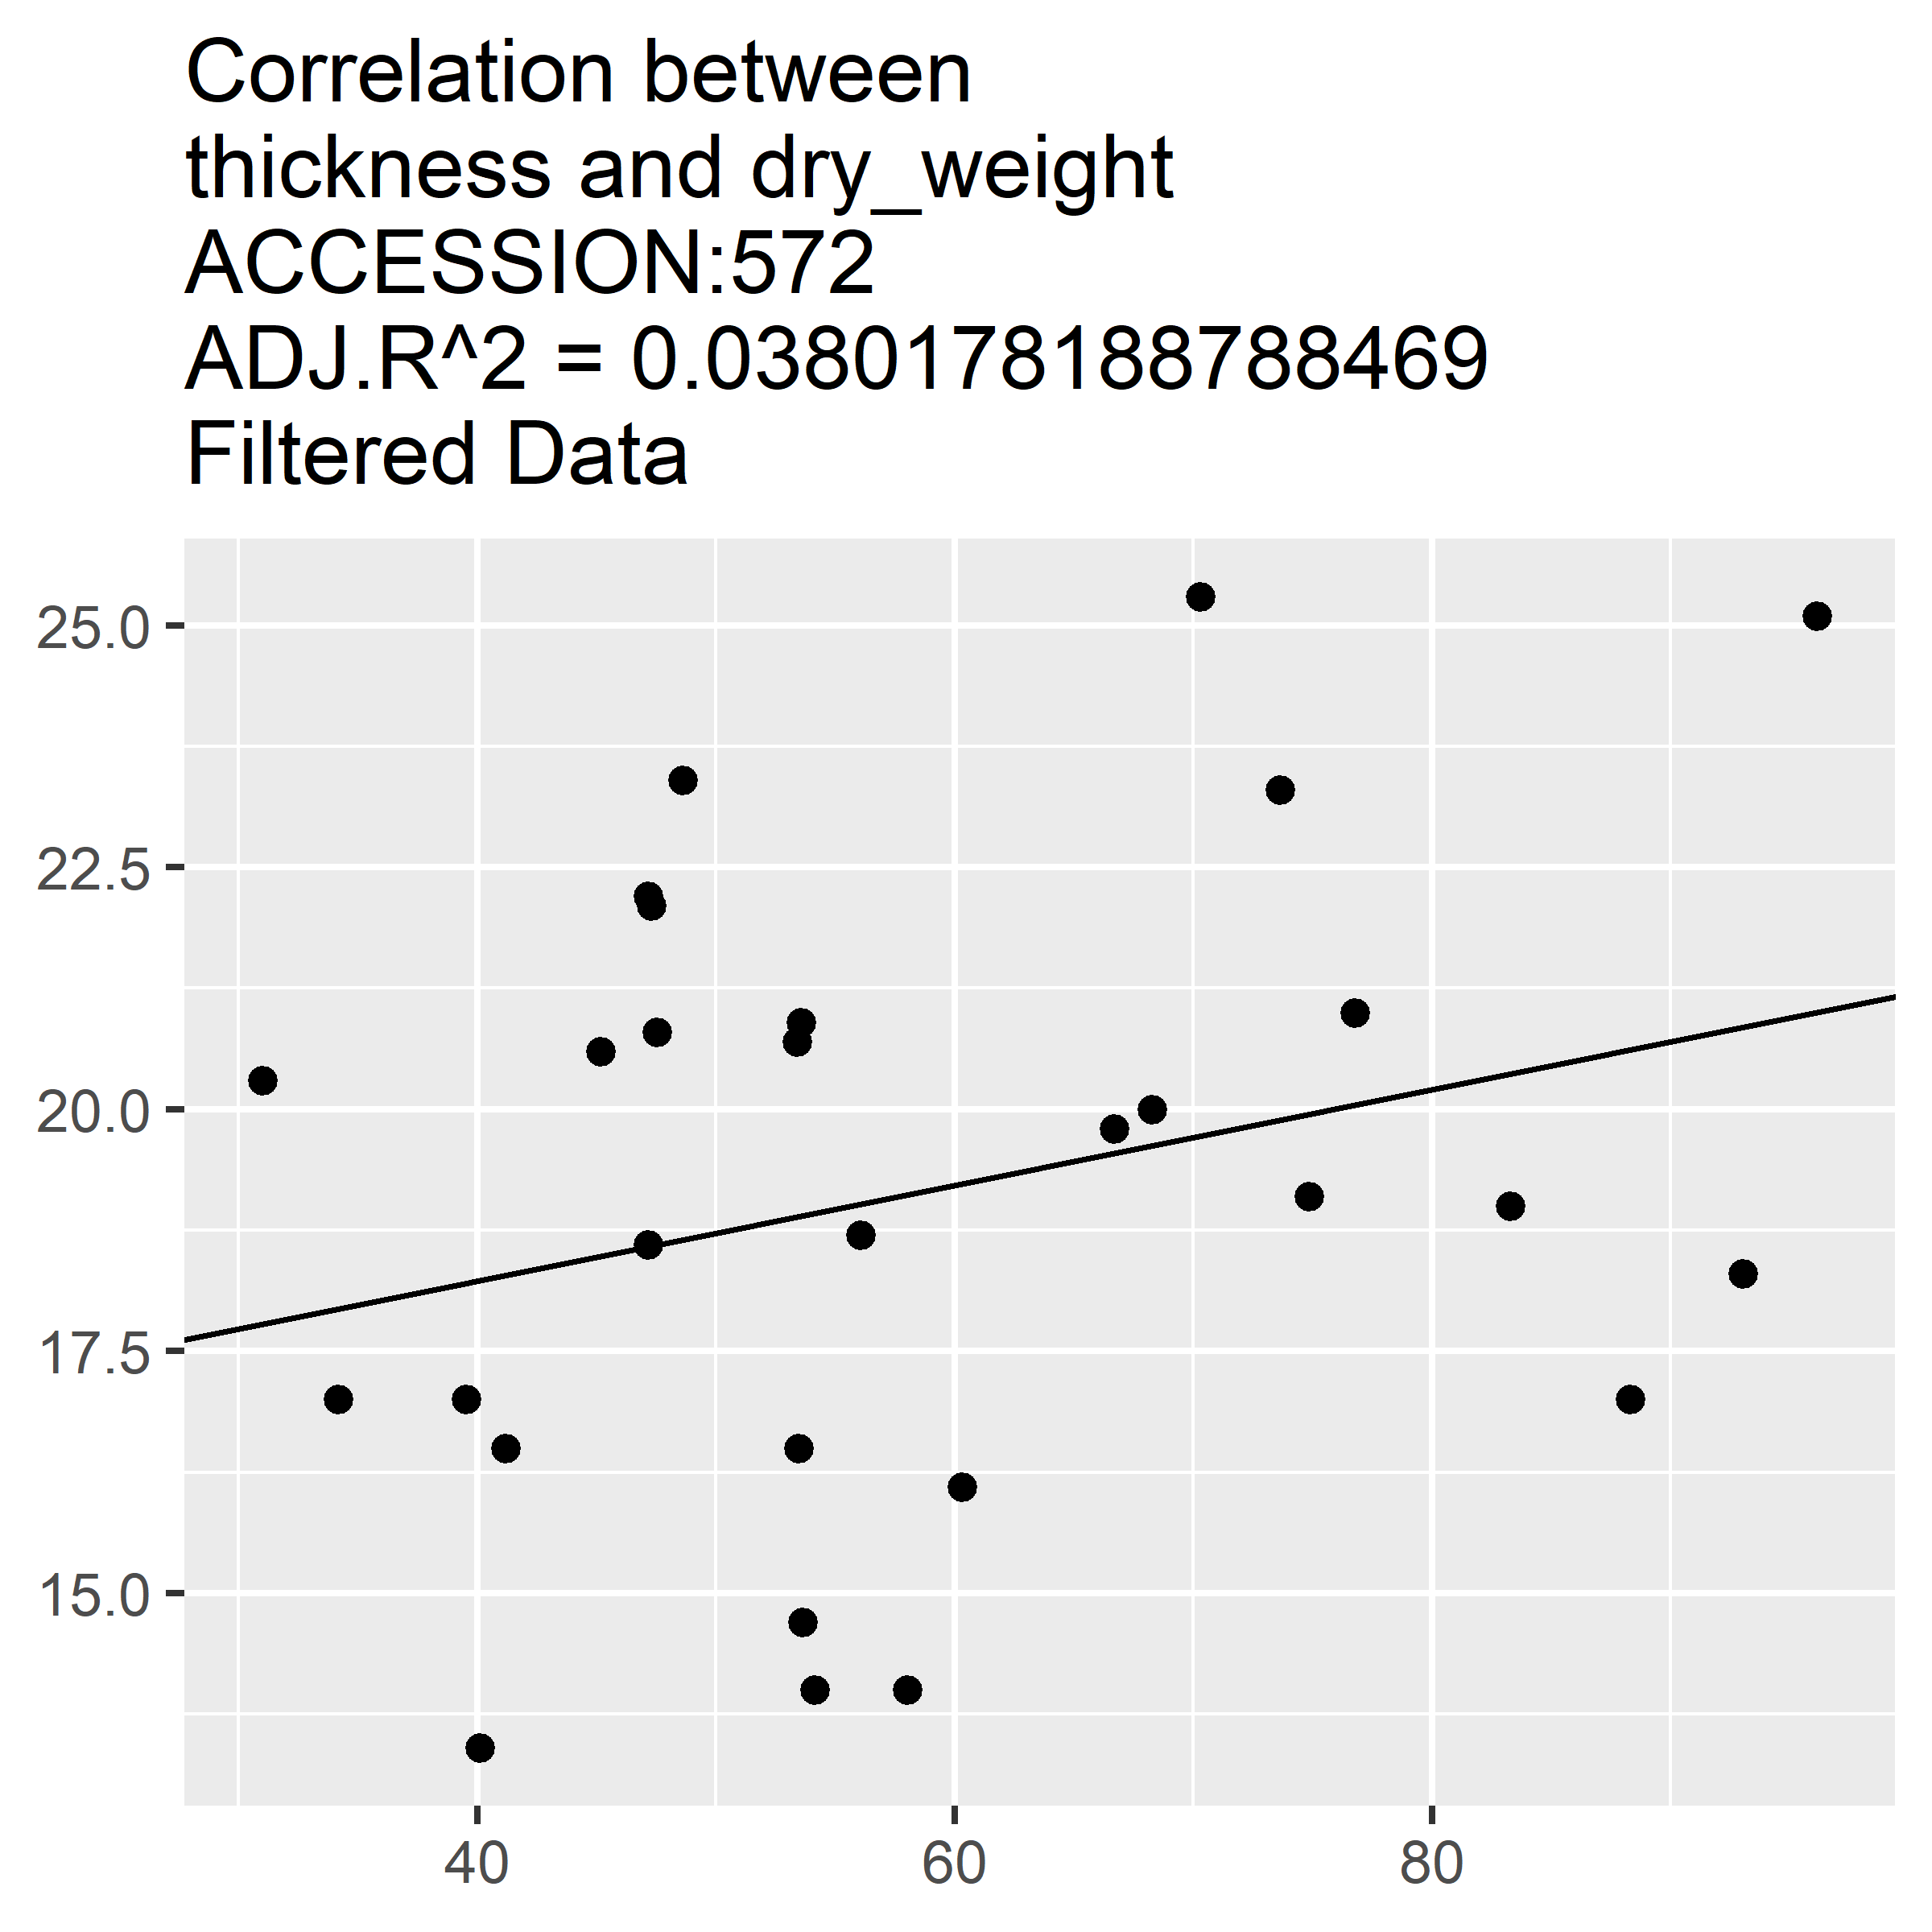 Correlation between
thickness and dry_weight
ACCESSION:572
ADJ.R^2 = 0.0380178188788469
Filtered Data
25.0
22.5
20.0
17.5
15.0
40 60 80